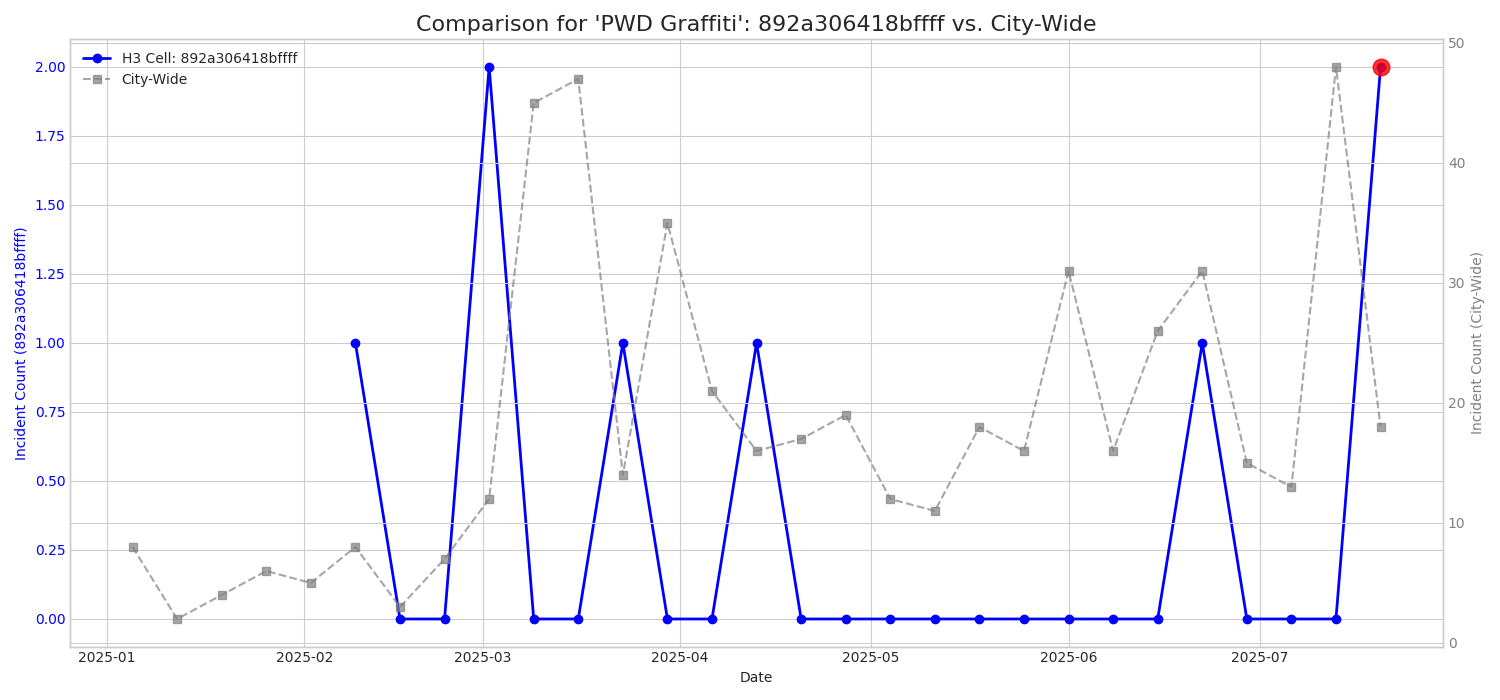 Comparison for 'PWD Graffiti': 892a306418bffff vs. City-Wide
H3 Cell: 892a306418bffff
City-Wide
Incident Count (892a306418bffff)
2.00
1.75
1.50
1.25
1.00
0.75
0.50
0.25
0.00
50
40
30
20
10
0
Incident Count (City-Wide)
2025-01 2025-02 2025-03 2025-04 2025-05 2025-06 2025-07
Date